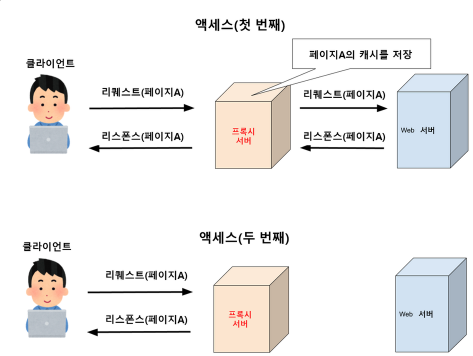 액세스(첫 번째)
페이지A의 캐시를 저장
클라이언트
리퀘스트(페이지A)
리퀘스트(페이지A)
프록시
서버
Web 서버
리스폰스(페이지A)
리스폰스(페이지A)
액세스(두 번째)
클라이언트
리퀘스트(페이지A)
프록시
서버
Web 서버
리스폰스(페이지A)